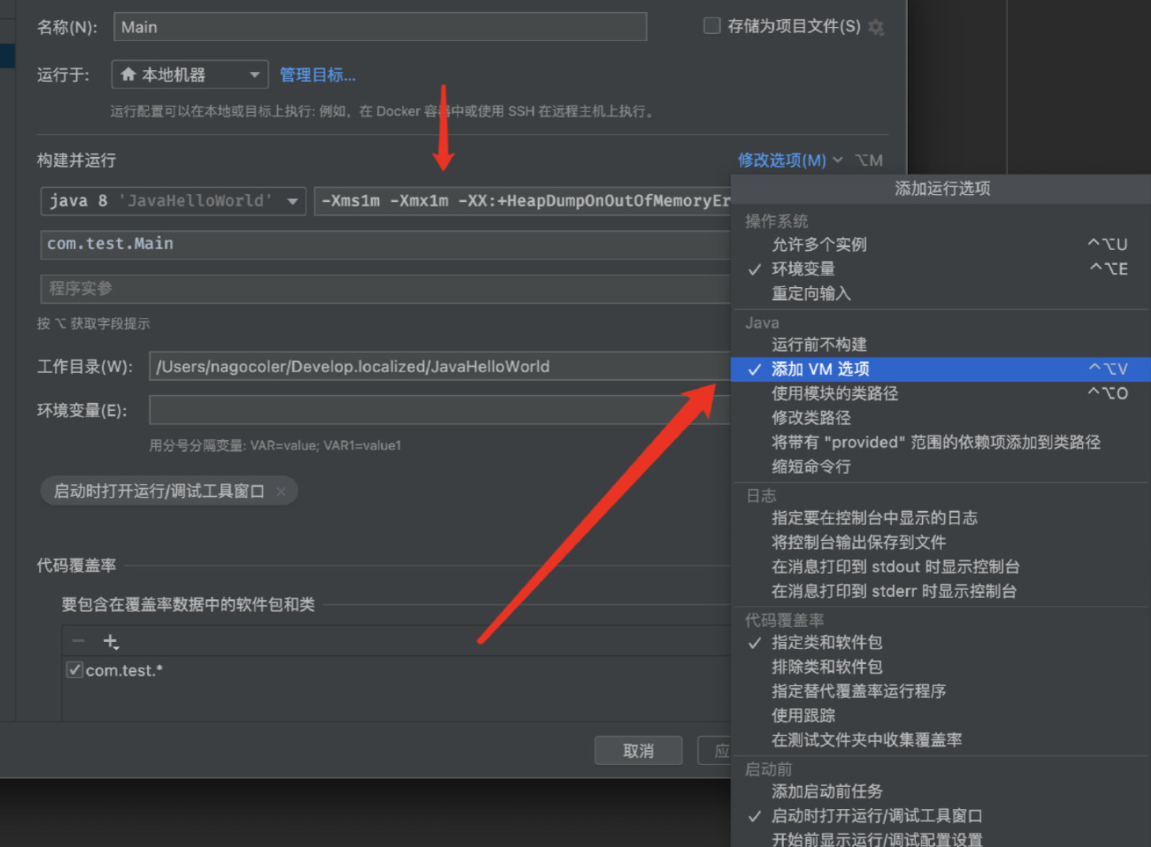 名称(N): Main 存储为项目文件(S)
运行于: 本地机器 管理目标...
运行配置可以在本地或目标上执行: 例如，在 Docker 容器中或使用 SSH 在远程主机上执行。
构建并运行 修改选项(M) ⌥M
java 8 'JavaHelloWorld' -Xms1m -Xmx1m -XX:+HeapDumpOnOutOfMemoryEr
com.test.Main
程序实参
按 ⌥ 获取字段提示
工作目录(W): /Users/nagocoler/Develop.localized/JavaHelloWorld
环境变量(E):
用分号分隔变量: VAR=value; VAR1=value1
启动时打开运行/调试工具窗口 ×
代码覆盖率
要包含在覆盖率数据中的软件包和类
com.test.*
取消 应
添加运行选项
操作系统
允许多个实例 ^⌥U
环境变量 ^⌥E
重定向输入
Java
运行前不构建
添加 VM 选项 ^⌥V
使用模块的类路径 ^⌥O
修改类路径
将带有 "provided" 范围的依赖项添加到类路径
缩短命令行
日志
指定要在控制台中显示的日志
将控制台输出保存到文件
在消息打印到 stdout 时显示控制台
在消息打印到 stderr 时显示控制台
代码覆盖率
指定类和软件包
排除类和软件包
指定替代覆盖率运行程序
使用跟踪
在测试文件夹中收集覆盖率
启动前
添加启动前任务
启动时打开运行/调试工具窗口
开始前显示运行/调试配置设置